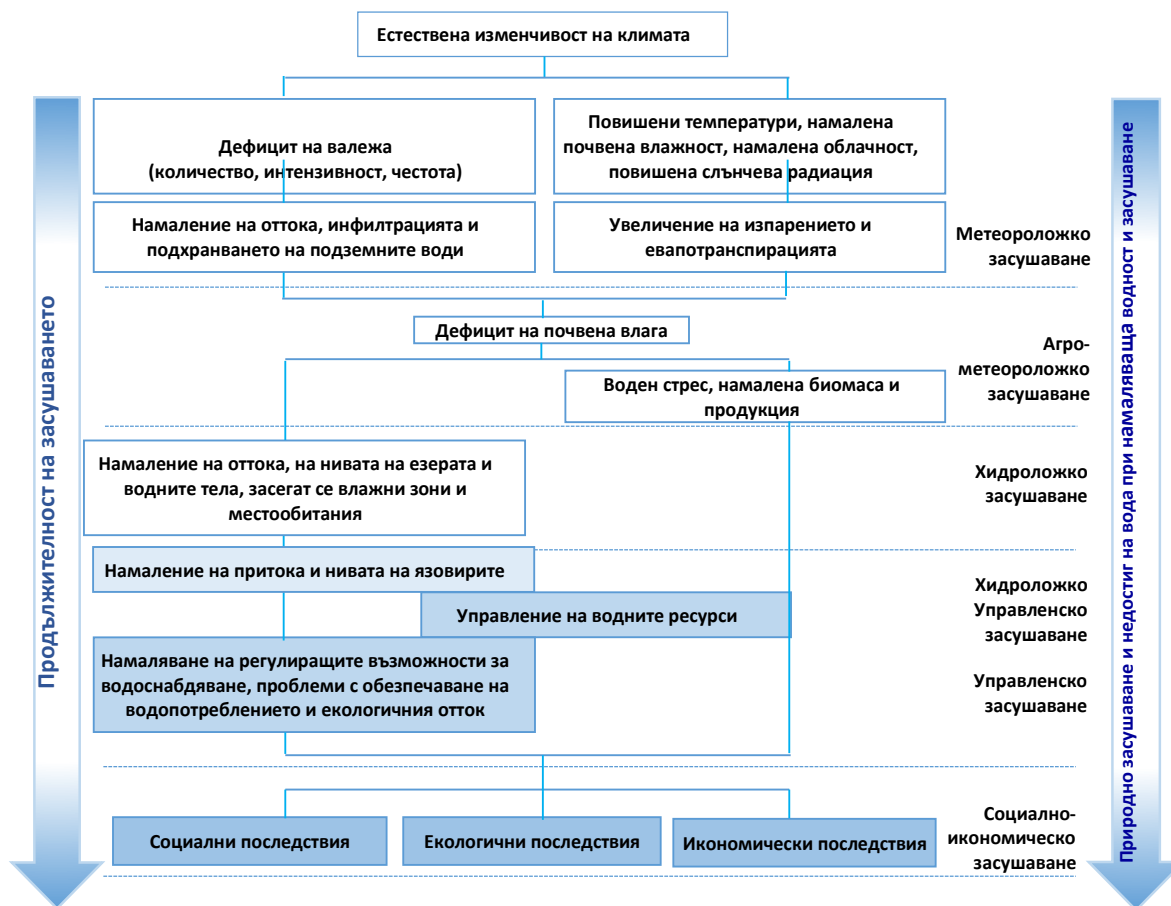 Естествена изменчивост на климата
Дефицит на валежа
(количество, интензивност, честота)
Повишени температури, намалена
почвена влажност, намалена облачност,
повишена слънчева радиация
Намаление на оттока, инфилтрацията и
подхранването на подземните води
Увеличение на изпарението и
евапотранспирацията
Метеороложко
засушаване
Дефицит на почвена влага
Воден стрес, намалена биомаса и
продукция
Агро-
метеороложко
засушаване
Намаление на оттока, на нивата на езерата и
водните тела, засегат се влажни зони и
местообитания
Хидроложко
засушаване
Намаление на притока и нивата на язовирите
Управление на водните ресурси
Хидроложко
Управленско
засушаване
Намаляване на регулиращите възможности за
водоснабдяване, проблеми с обезпечаване на
водопотреблението и екологичния отток
Управленско
засушаване
Социални последствия
Екологични последствия
Икономически последствия
Социално-
икономическо
засушаване
Продължителност на засушаването
Природно засушаване и недостиг на вода при намаляваща водност и засушаване